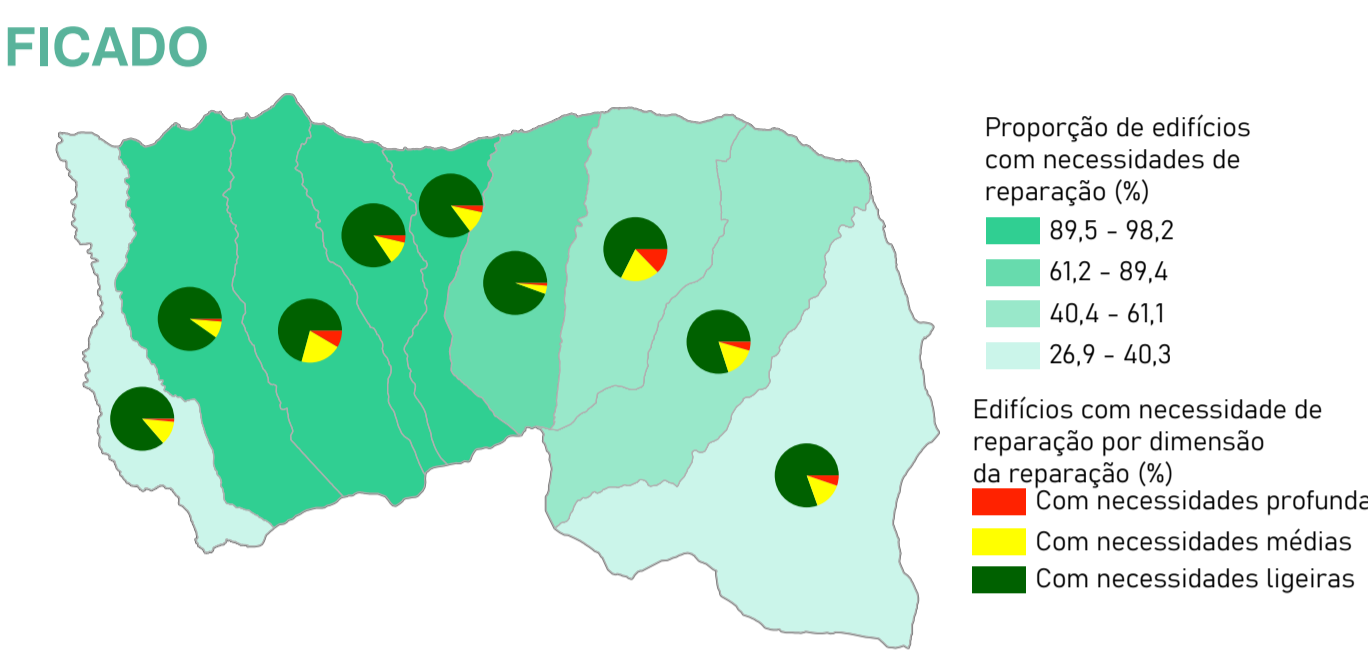 FICADO
Proporção de edifícios
com necessidades de
reparação (%)
89,5 - 98,2
61,2 - 89,4
40,4 - 61,1
26,9 - 40,3
Edifícios com necessidade de
reparação por dimensão
da reparação (%)
Com necessidades profunda
Com necessidades médias
Com necessidades ligeiras